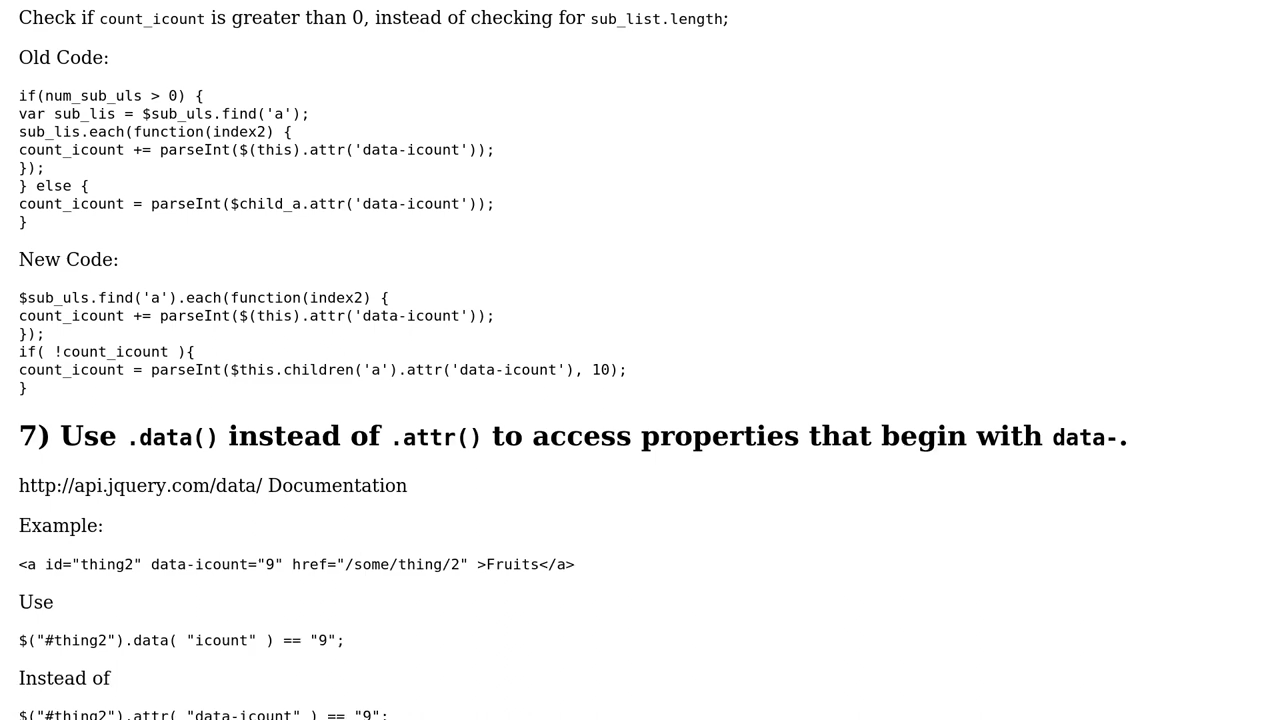 Check if count_icount is greater than 0, instead of checking for sub_list.length;
Old Code:
if(num_sub_uls > 0) {
var sub_lis = $sub_uls.find('a');
sub_lis.each(function(index2) {
count_icount += parseInt($(this).attr('data-icount'));
});
} else {
count_icount = parseInt($child_a.attr('data-icount'));
}
New Code:
$sub_uls.find('a').each(function(index2) {
count_icount += parseInt($(this).attr('data-icount'));
});
if( !count_icount ){
count_icount = parseInt($this.children('a').attr('data-icount'), 10);
}
7) Use .data() instead of .attr() to access properties that begin with data-.
http://api.jquery.com/data/ Documentation
Example:
<a id="thing2" data-icount="9" href="/some/thing/2" >Fruits</a>
Use
$("#thing2").data( "icount" ) == "9";
Instead of
$("#thing2").attr( "data-icount" ) == "9";